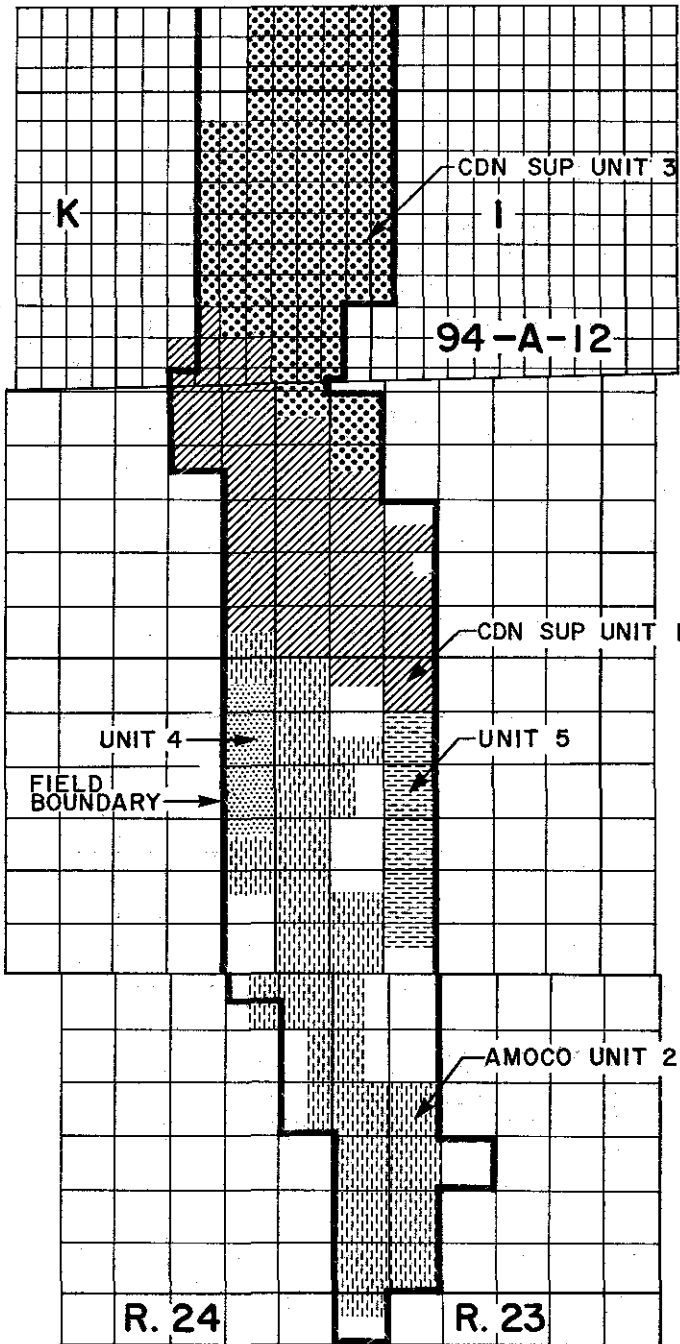 CDN SUP UNIT 3
K
I
94-A-12
CDN SUP UNIT I
UNIT 4
UNIT 5
FIELD
BOUNDARY
AMOCO UNIT 2
R. 24
R. 23